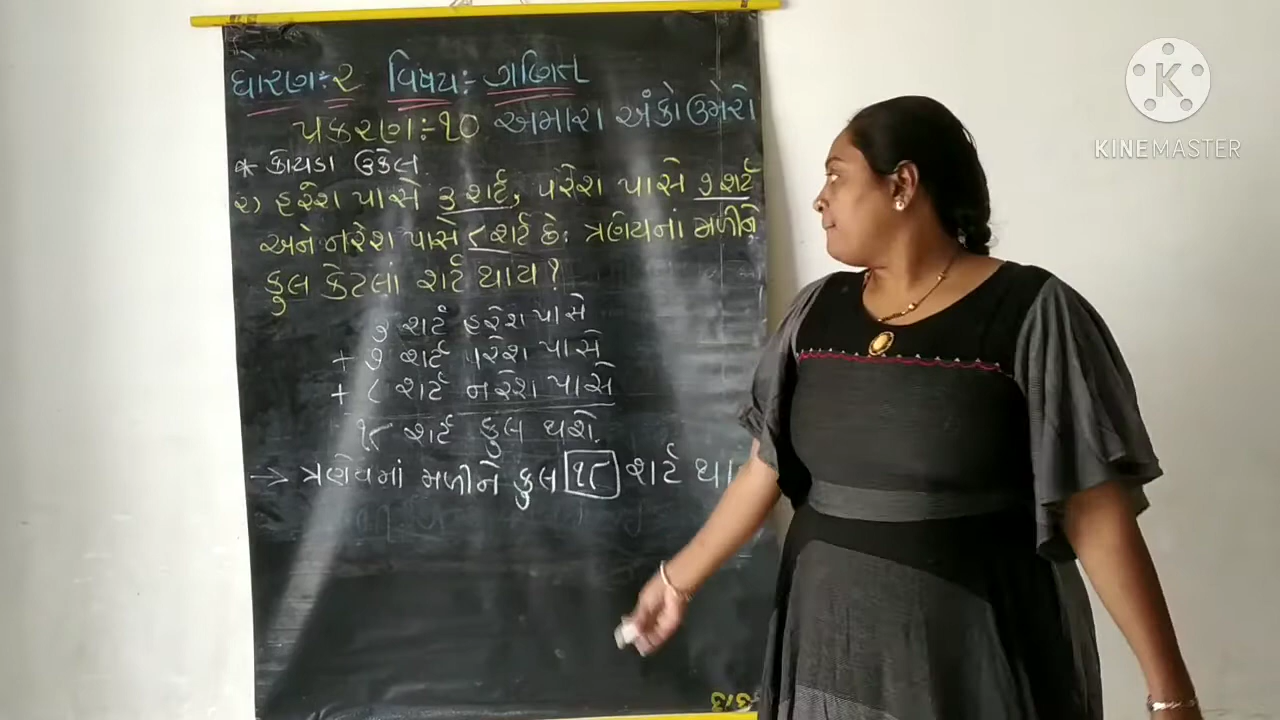 ધોરણ:-૨ વિષય:- ગણિત
પ્રકરણ:-૧૦ અમારા અંકો ઉમેરો
* કોયડા ઉકેલ.
૨) હરેશ પાસે ૩ શર્ટ, પરેશ પાસે ૭ શર્ટ
અને નરેશ પાસે ૮ શર્ટ છે. ત્રણેયનાં મળીને
કુલ કેટલાં શર્ટ થાય?
૩ શર્ટ હરેશ પાસે
+ ૭ શર્ટ પરેશ પાસે
+ ૮ શર્ટ નરેશ પાસે
૧૮ શર્ટ કુલ થશે.
→ ત્રણેયમાં મળીને કુલ ૧૮ શર્ટ
K
KINEMASTER